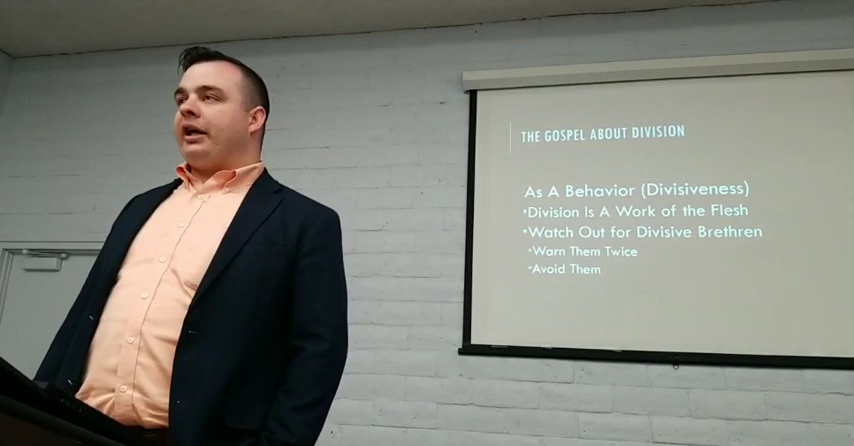 THE GOSPEL ABOUT DIVISION
As A Behavior (Divisiveness)
•Division Is A Work of the Flesh
•Watch Out for Divisive Brethren
•Warn Them Twice
•Avoid Them